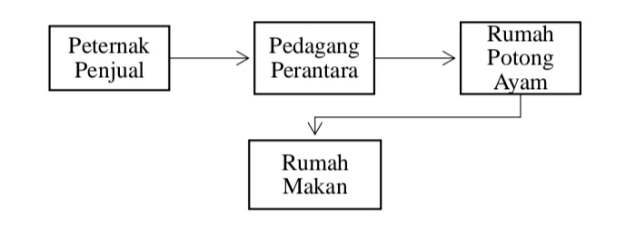 Peternak
Penjual
Pedagang
Perantara
Rumah
Potong
Ayam
Rumah
Makan